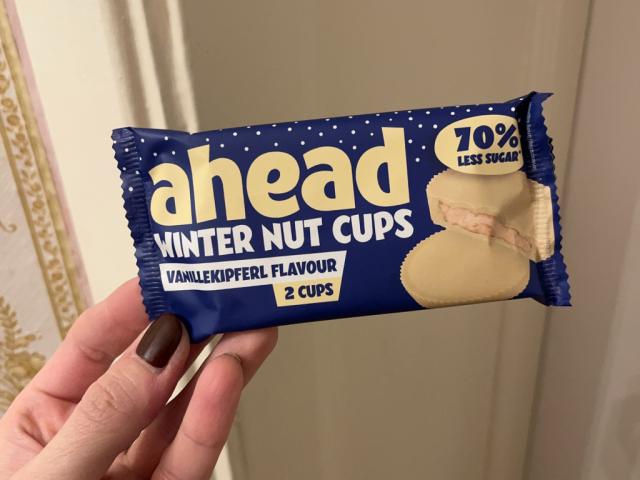 ahead
WINTER NUT CUPS
VANILLEKIPFERL FLAVOUR
2 CUPS
70%
LESS SUGAR*